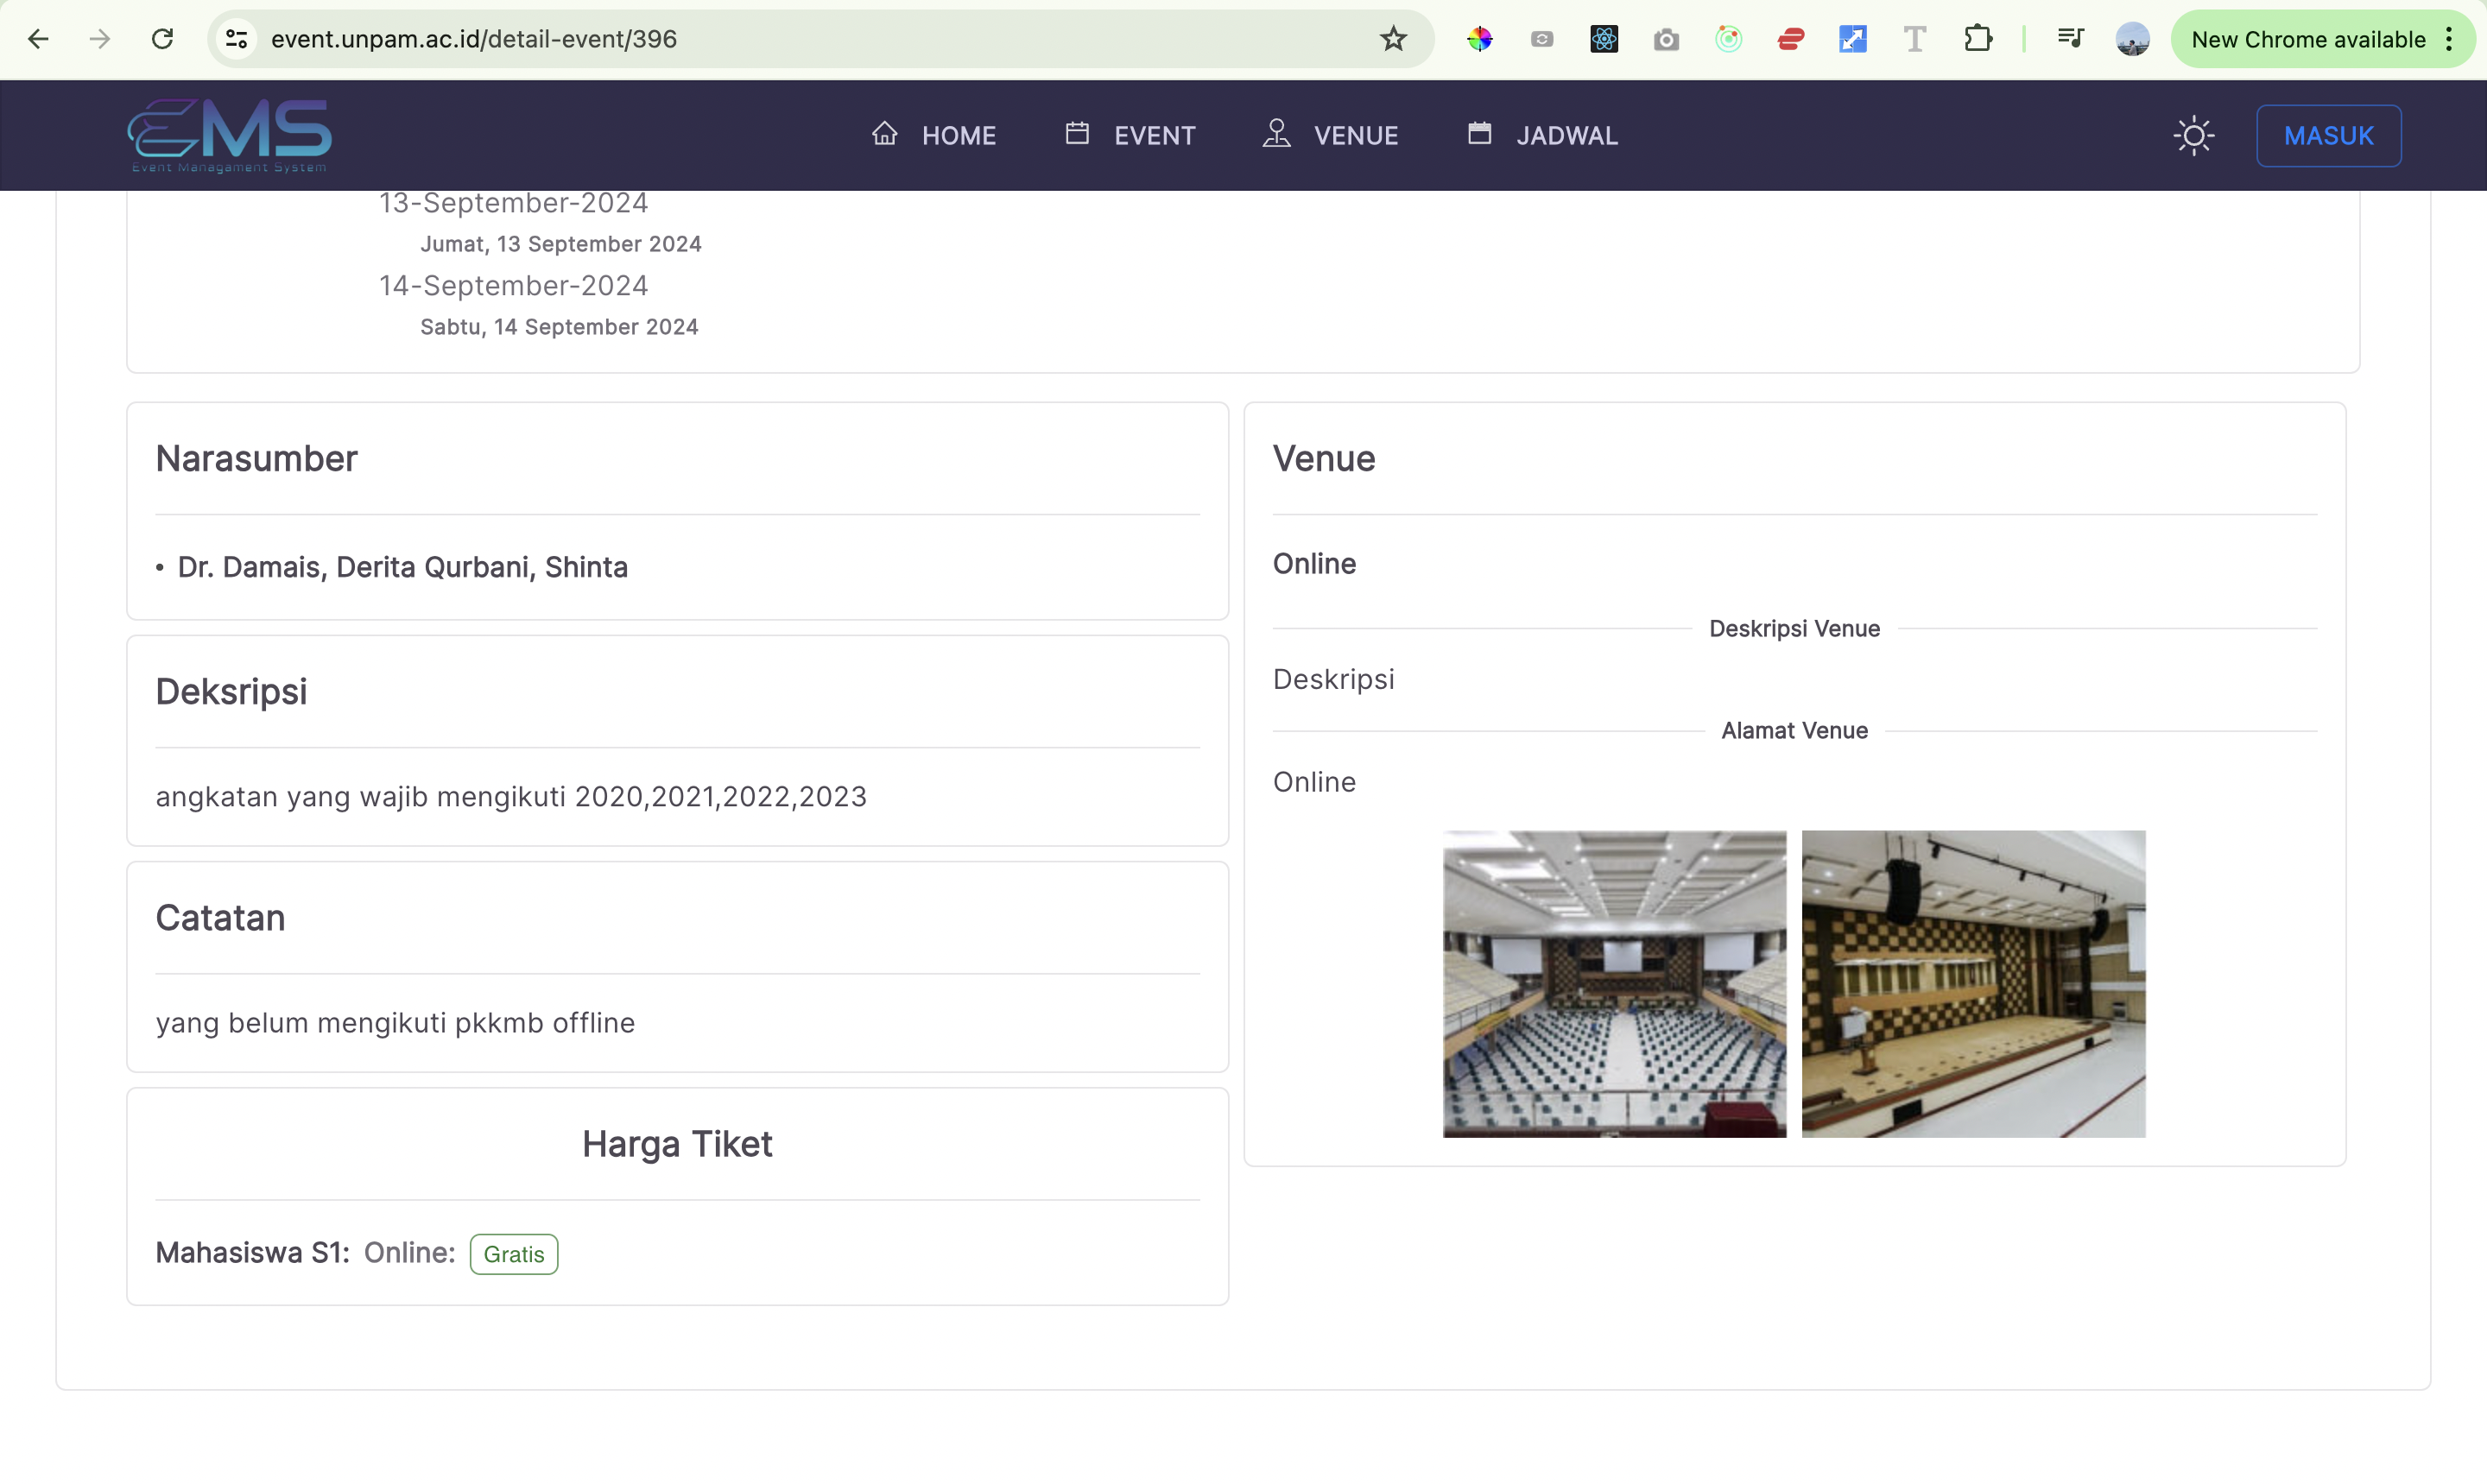 event.unpam.ac.id/detail-event/396
New Chrome available
EMS
Event Managament System
HOME
EVENT
VENUE
JADWAL
MASUK
13-September-2024
Jumat, 13 September 2024
14-September-2024
Sabtu, 14 September 2024
Narasumber
• Dr. Damais, Derita Qurbani, Shinta
Deksripsi
angkatan yang wajib mengikuti 2020,2021,2022,2023
Catatan
yang belum mengikuti pkkmb offline
Harga Tiket
Mahasiswa S1: Online: Gratis
Venue
Online
Deskripsi Venue
Deskripsi
Alamat Venue
Online